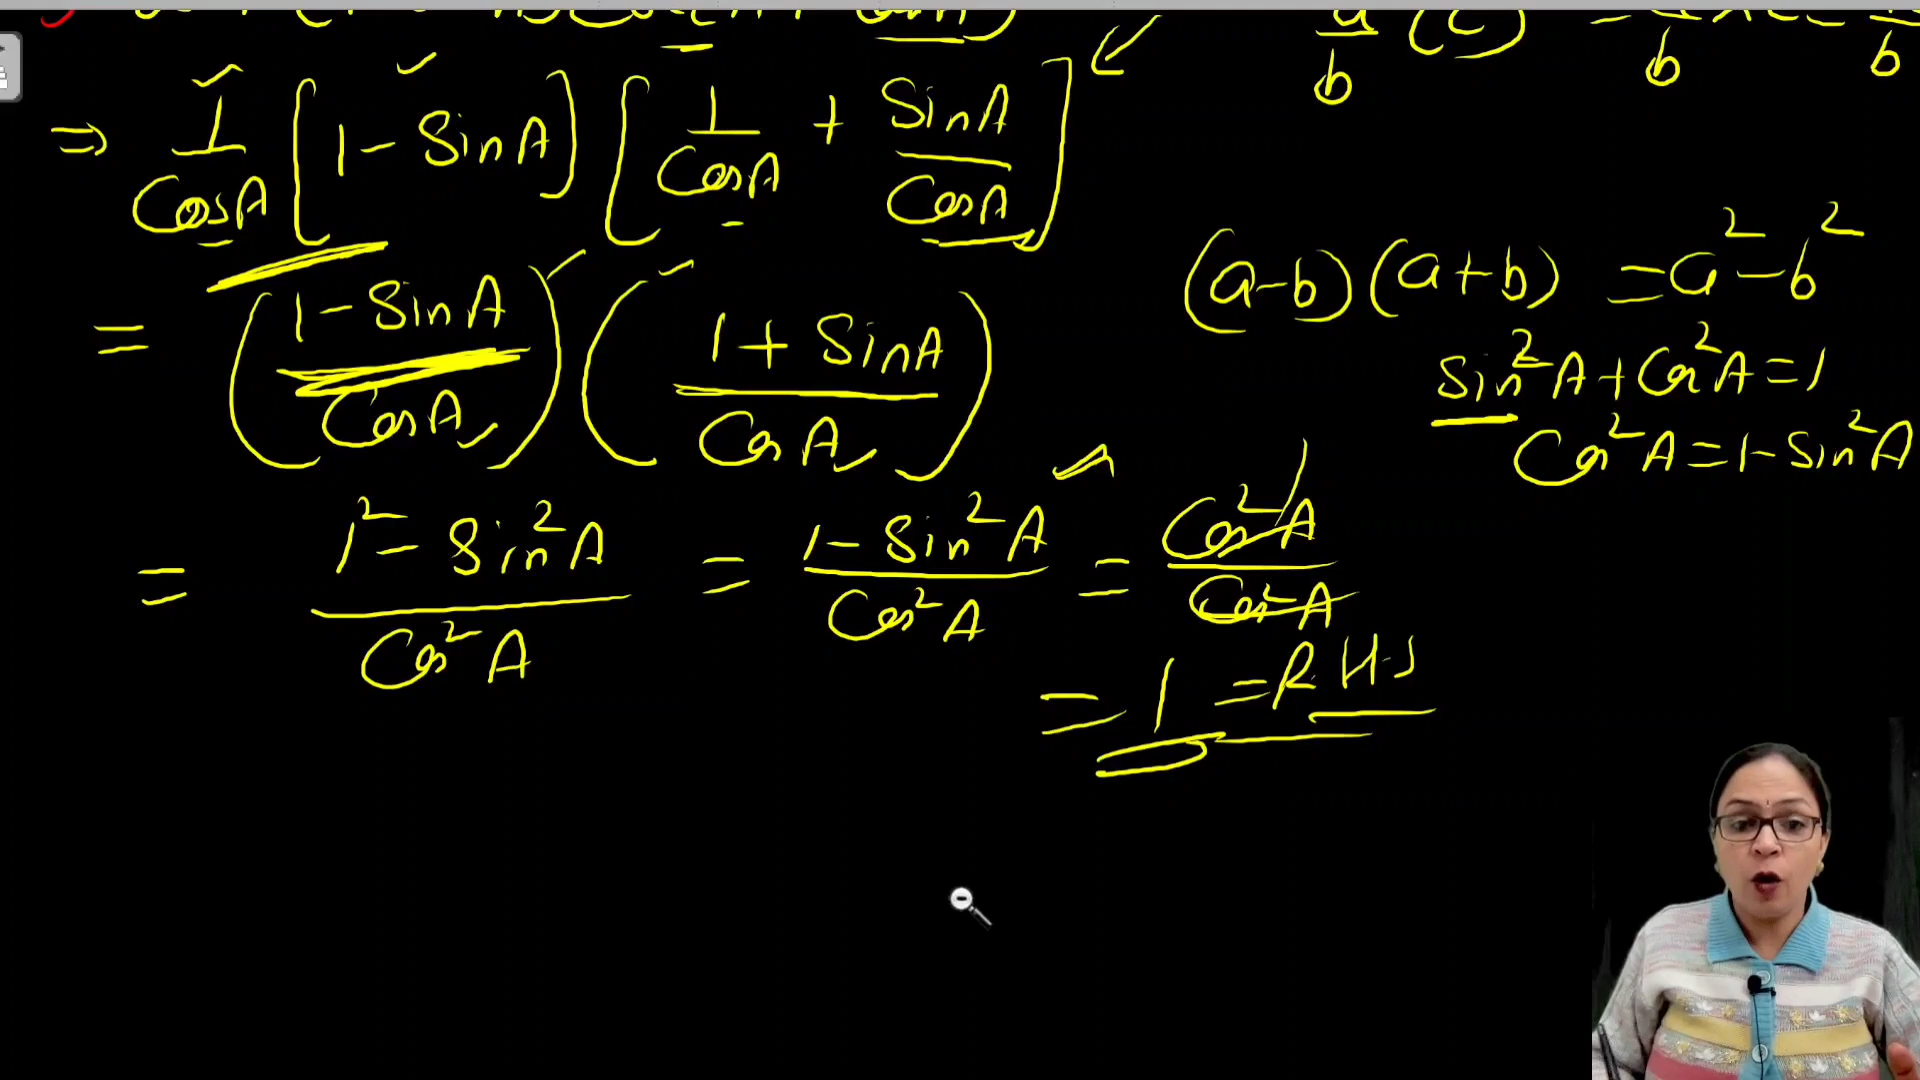 ⇒ 1/CosA [1 - SinA] [1/CosA + SinA/CosA]
= ((1 - SinA)/CosA) ((1 + SinA)/CosA)
= (1² - Sin²A)/Cos²A = (1 - Sin²A)/Cos²A = Cos²A/Cos²A
= 1 = RHS
(a-b)(a+b) = a² - b²
Sin²A + Cos²A = 1
Cos²A = 1 - Sin²A